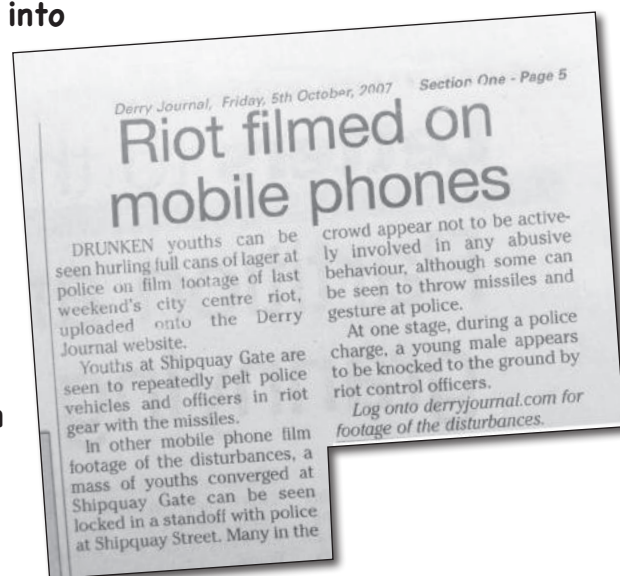 into
Derry Journal, Friday, 5th October, 2007 Section One - Page 5
Riot filmed on
mobile phones
DRUNKEN youths can be
seen hurling full cans of lager at
police on film footage of last
weekend's city centre riot,
uploaded onto the Derry
Journal website.
Youths at Shipquay Gate are
seen to repeatedly pelt police
vehicles and officers in riot
gear with the missiles.
In other mobile phone film
footage of the disturbances, a
mass of youths converged at
Shipquay Gate can be seen
locked in a standoff with police
at Shipquay Street. Many in the
crowd appear not to be active-
ly involved in any abusive
behaviour, although some can
be seen to throw missiles and
gesture at police.
At one stage, during a police
charge, a young male appears
to be knocked to the ground by
riot control officers.
Log onto derryjournal.com for
footage of the disturbances.